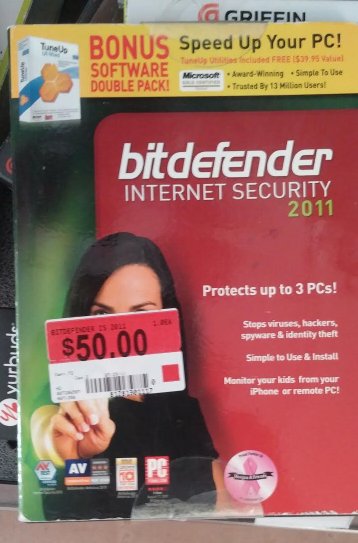 GRIFFIN
TuneUp
BONUS
SOFTWARE
DOUBLE PACK!
Speed Up Your PC!
TuneUp Utilities Included FREE ($39.95 Value)
Microsoft
• Award-Winning • Simple To Use
• Trusted By 13 Million Users!
bitdefender
INTERNET SECURITY
2011
Protects up to 3 PCs!
Stops viruses, hackers,
spyware & identity theft
Simple to Use & Install
Monitor your kids from your
iPhone or remote PC!
BITDEFENDER IS 2011 1.0EA
$50.00
yurbuds
AV
10
PC